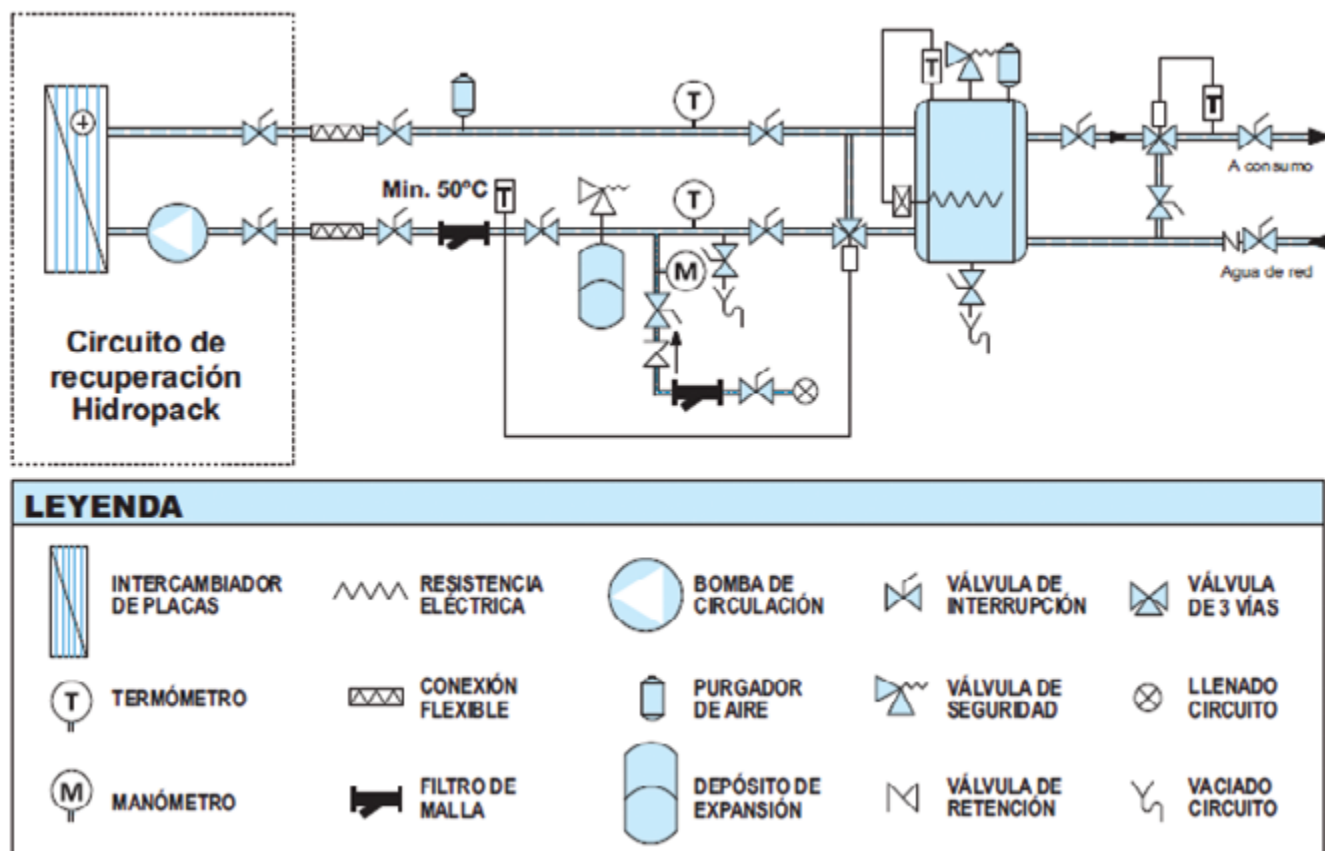 T
T
T
Min. 50ºC
T
T
A consumo
M
Agua de red
Circuito de
recuperación
Hidropack
LEYENDA
INTERCAMBIADOR
DE PLACAS
RESISTENCIA
ELÉCTRICA
BOMBA DE
CIRCULACIÓN
VÁLVULA DE
INTERRUPCIÓN
VÁLVULA
DE 3 VÍAS
T
TERMÓMETRO
CONEXIÓN
FLEXIBLE
PURGADOR
DE AIRE
VÁLVULA DE
SEGURIDAD
LLENADO
CIRCUITO
M
MANÓMETRO
FILTRO DE
MALLA
DEPÓSITO DE
EXPANSIÓN
VÁLVULA DE
RETENCIÓN
VACIADO
CIRCUITO